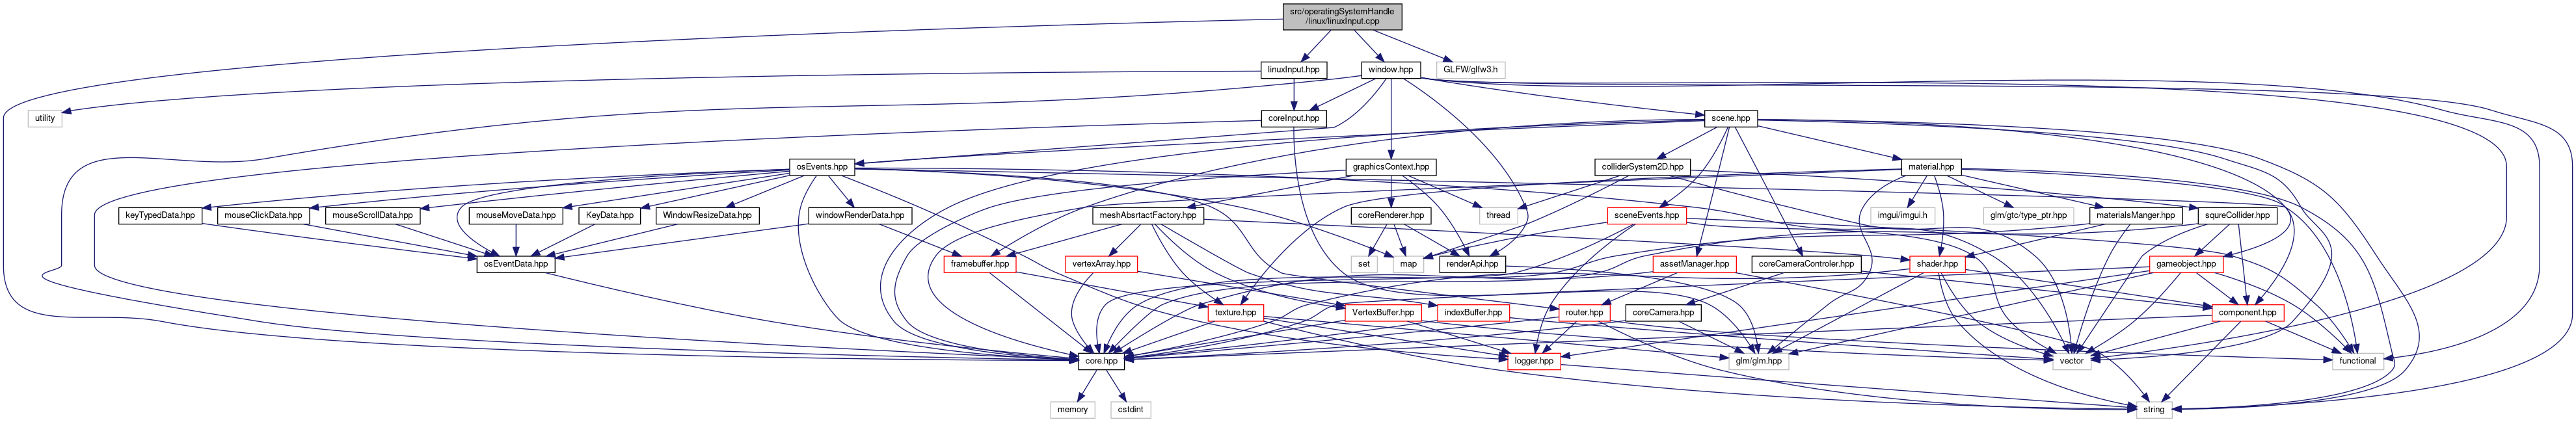 src/operatingSystemHandle
/linux/linuxInput.cpp
linuxInput.hpp
window.hpp
GLFW/glfw3.h
utility
coreInput.hpp
scene.hpp
osEvents.hpp
graphicsContext.hpp
colliderSystem2D.hpp
material.hpp
keyTypedData.hpp
mouseClickData.hpp
mouseScrollData.hpp
mouseMoveData.hpp
KeyData.hpp
WindowResizeData.hpp
windowRenderData.hpp
meshAbsrtactFactory.hpp
coreRenderer.hpp
thread
sceneEvents.hpp
imgui/imgui.h
glm/gtc/type_ptr.hpp
materialsManger.hpp
squreCollider.hpp
osEventData.hpp
framebuffer.hpp
vertexArray.hpp
set
map
renderApi.hpp
assetManager.hpp
coreCameraControler.hpp
shader.hpp
gameobject.hpp
texture.hpp
VertexBuffer.hpp
indexBuffer.hpp
router.hpp
coreCamera.hpp
component.hpp
core.hpp
logger.hpp
glm/glm.hpp
vector
functional
memory
cstdint
string